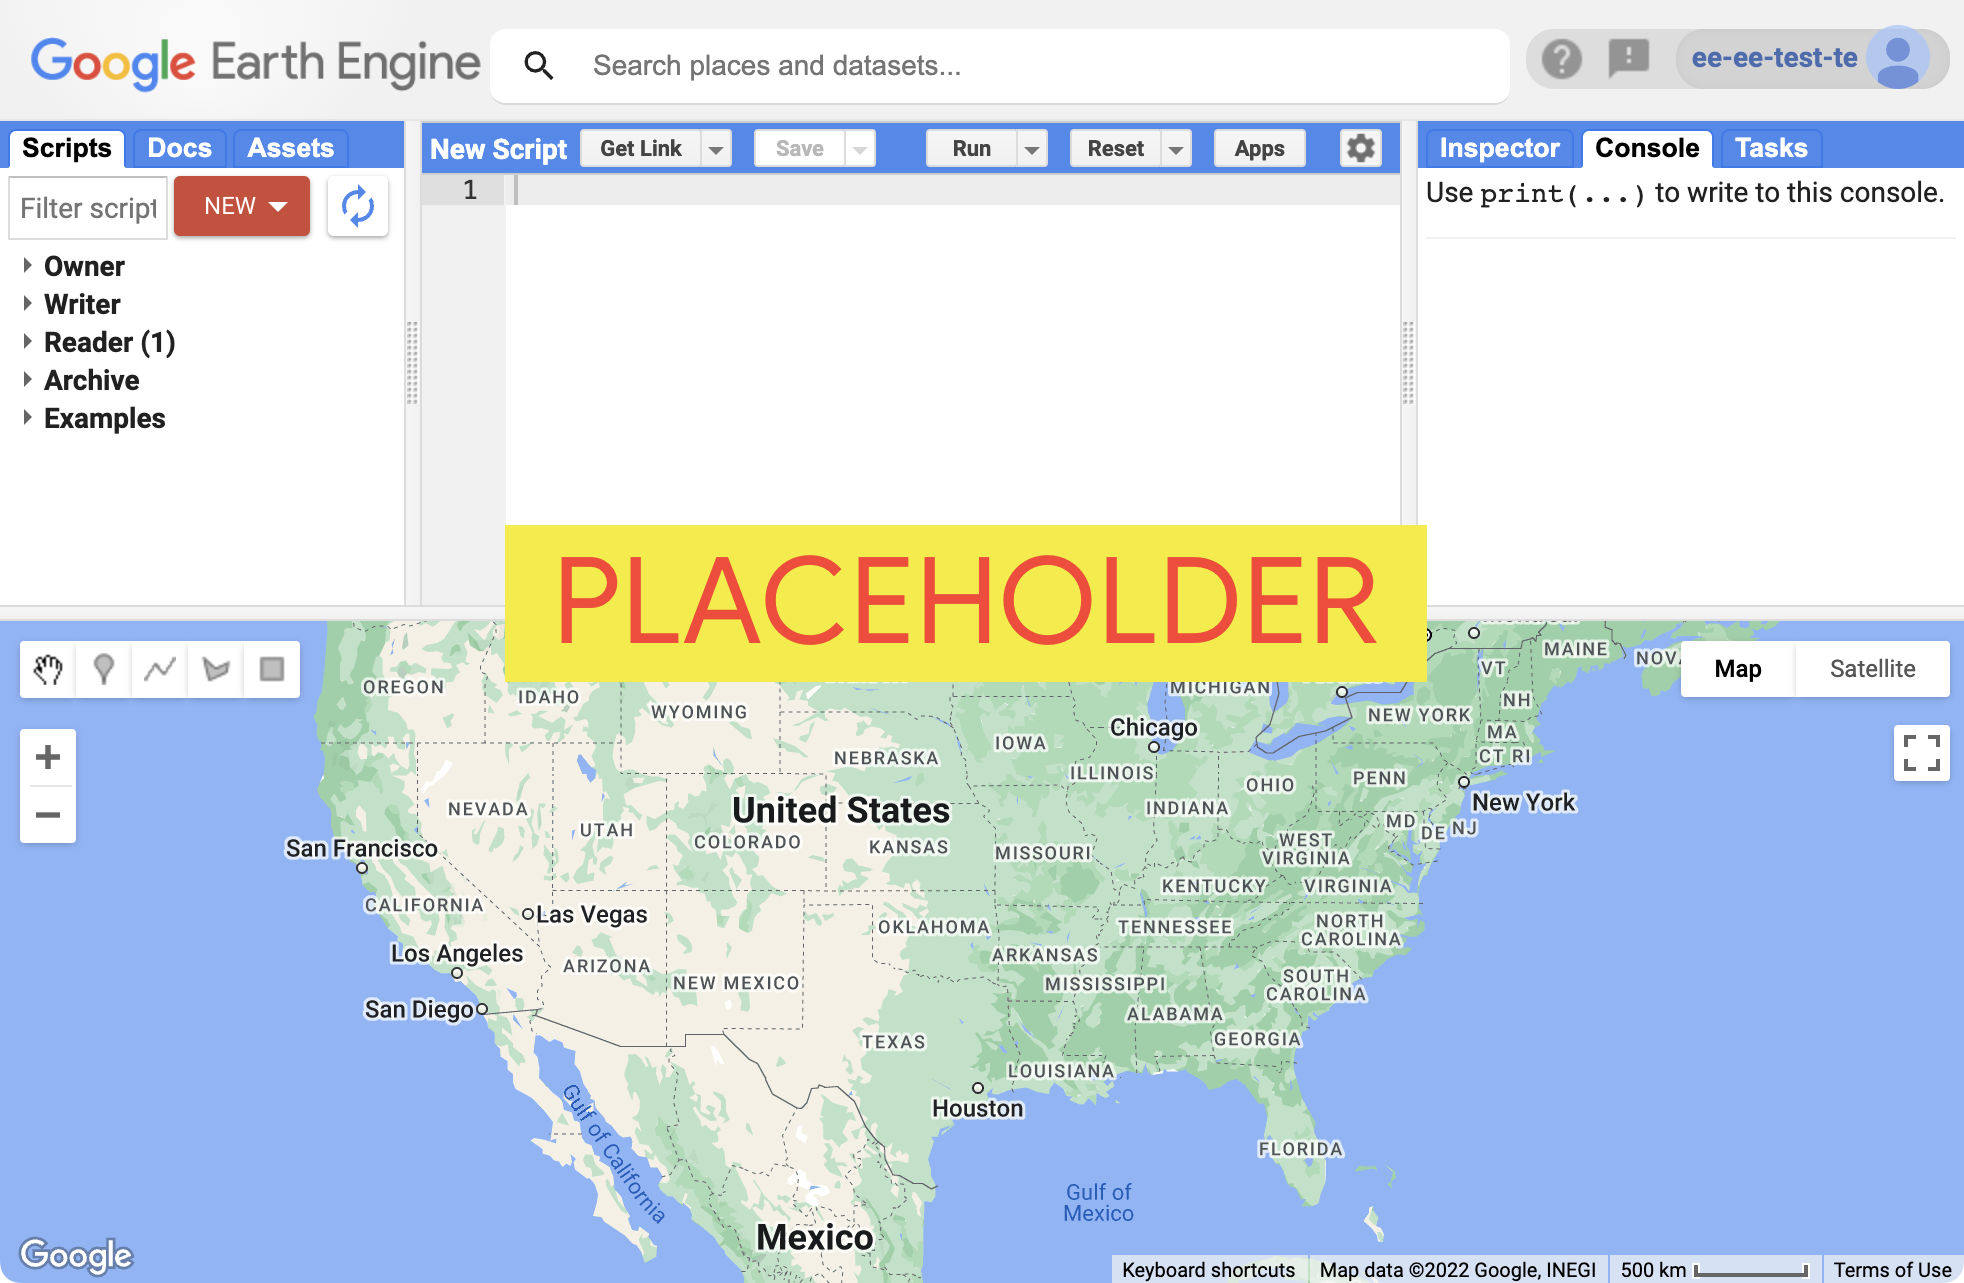 Google Earth Engine
Search places and datasets...
ee-ee-test-te
Scripts Docs Assets
New Script Get Link Save Run Reset Apps
Inspector Console Tasks
Filter script NEW
1
Use print(...) to write to this console.
Owner
Writer
Reader (1)
Archive
Examples
PLACEHOLDER
Map Satellite
MAINE
VT
OREGON
IDAHO
MICHIGAN
NH
WYOMING
NEW YORK
Chicago
MA
IOWA
CT RI
NEBRASKA
ILLINOIS
PENN
OHIO
NEVADA
United States
INDIANA
New York
MD
DE NJ
UTAH
COLORADO
KANSAS
MISSOURI
WEST
VIRGINIA
San Francisco
KENTUCKY
VIRGINIA
CALIFORNIA
Las Vegas
OKLAHOMA
TENNESSEE
NORTH
CAROLINA
Los Angeles
ARIZONA
ARKANSAS
NEW MEXICO
MISSISSIPPI
SOUTH
CAROLINA
San Diego
ALABAMA
TEXAS
GEORGIA
LOUISIANA
Houston
Gulf of California
FLORIDA
Gulf of
Mexico
Mexico
Google
Keyboard shortcuts Map data ©2022 Google, INEGI 500 km Terms of Use